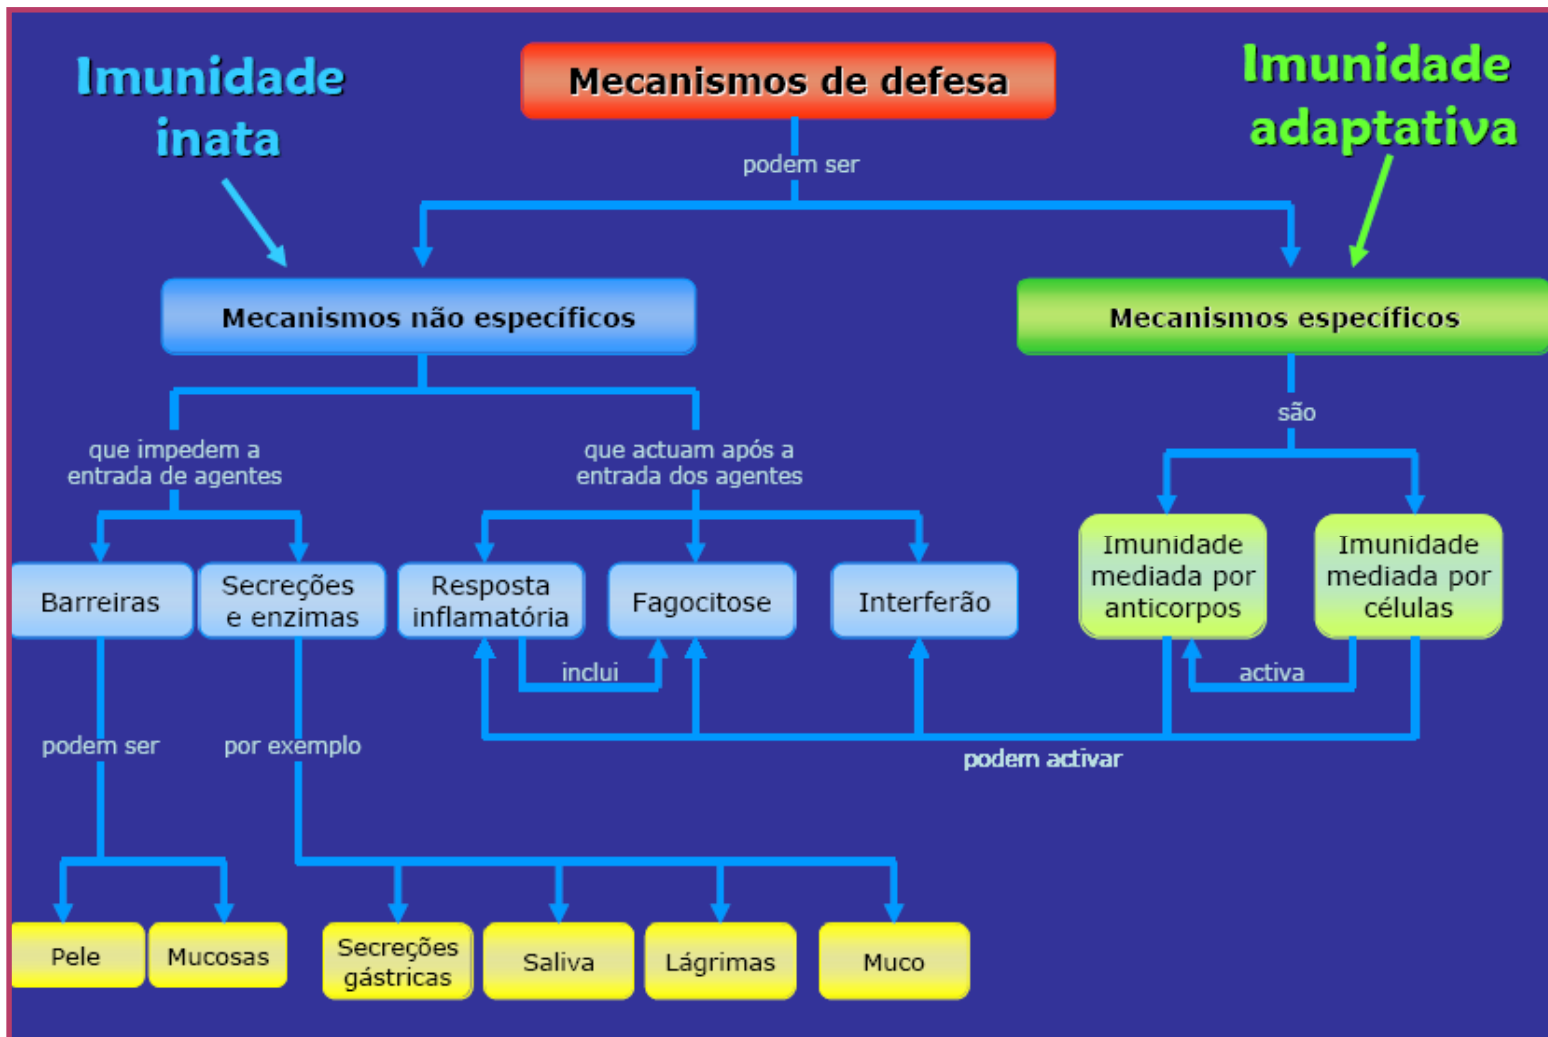 Imunidade
inata
Mecanismos de defesa
Imunidade
adaptativa
podem ser
Mecanismos não específicos
Mecanismos específicos
que impedem a
entrada de agentes
que actuam após a
entrada dos agentes
são
Barreiras
Secreções
e enzimas
Resposta
inflamatória
Fagocitose
Interferão
Imunidade
mediada por
anticorpos
Imunidade
mediada por
células
inclui
activa
podem ser
por exemplo
podem activar
Pele
Mucosas
Secreções
gástricas
Saliva
Lágrimas
Muco